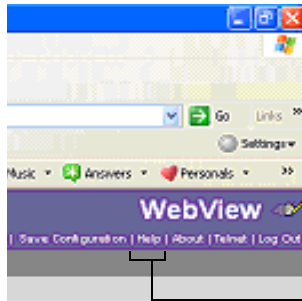 Go Links »
Settings
Music Answers Personals »
WebView
| Save Configuration | Help | About | Telnet | Log Out